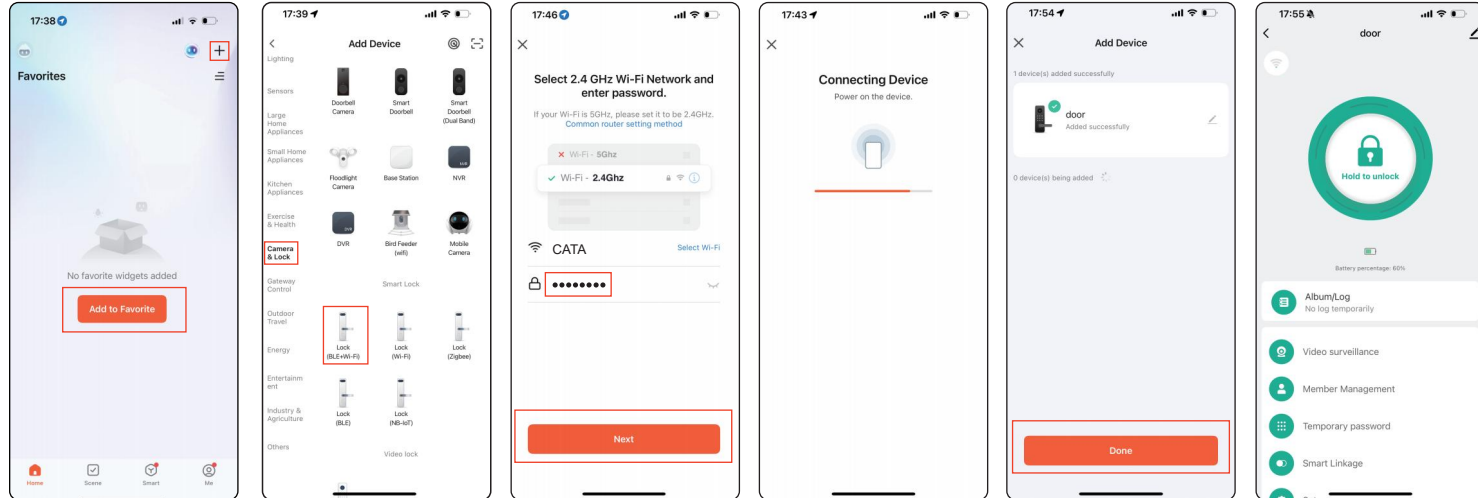 17:38
Favorites
No favorite widgets added
Add to Favorite
Home
Scene
Smart
Me
17:39
Add Device
Lighting
Sensors
Large
Home
Appliances
Small Home
Appliances
Kitchen
Appliances
Exercise
& Health
Camera
& Lock
Gateway
Control
Outdoor
Travel
Energy
Entertainm
ent
Industry &
Agriculture
Others
Doorbell
Camera
Smart
Doorbell
Smart
Doorbell
(Dual Band)
Floodlight
Camera
Base Station
NVR
NVR
DVR
DVR
Bird Feeder
(wifi)
Mobile
Camera
Smart Lock
Lock
(BLE+Wi-Fi)
Lock
(Wi-Fi)
Lock
(Zigbee)
Lock
(BLE)
Lock
(NB-IoT)
Video lock
17:46
Select 2.4 GHz Wi-Fi Network and
enter password.
If your Wi-Fi is 5GHz, please set it to be 2.4GHz.
Common router setting method
Wi-Fi - 5Ghz
Wi-Fi - 2.4Ghz
CATA
Select Wi-Fi
Next
17:43
Connecting Device
Power on the device.
17:54
Add Device
1 device(s) added successfully
door
Added successfully
0 device(s) being added
Done
17:55
door
Hold to unlock
Battery percentage: 60%
Album/Log
No log temporarily
Video surveillance
Member Management
Temporary password
Smart Linkage